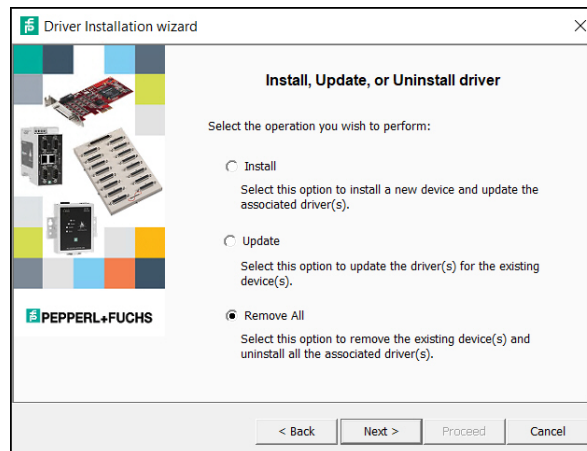 Driver Installation wizard
Install, Update, or Uninstall driver
Select the operation you wish to perform:
Install
Select this option to install a new device and update the
associated driver(s).
Update
Select this option to update the driver(s) for the existing
device(s).
Remove All
Select this option to remove the existing device(s) and
uninstall all the associated driver(s).
PEPPERL+FUCHS
< Back
Next >
Proceed
Cancel